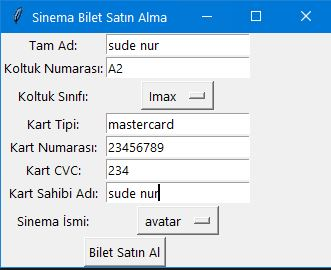 Sinema Bilet Satın Alma
Tam Ad: sude nur
Koltuk Numarası: A2
Koltuk Sınıfı: Imax
Kart Tipi: mastercard
Kart Numarası: 23456789
Kart CVC: 234
Kart Sahibi Adı: sude nur
Sinema İsmi: avatar
Bilet Satın Al